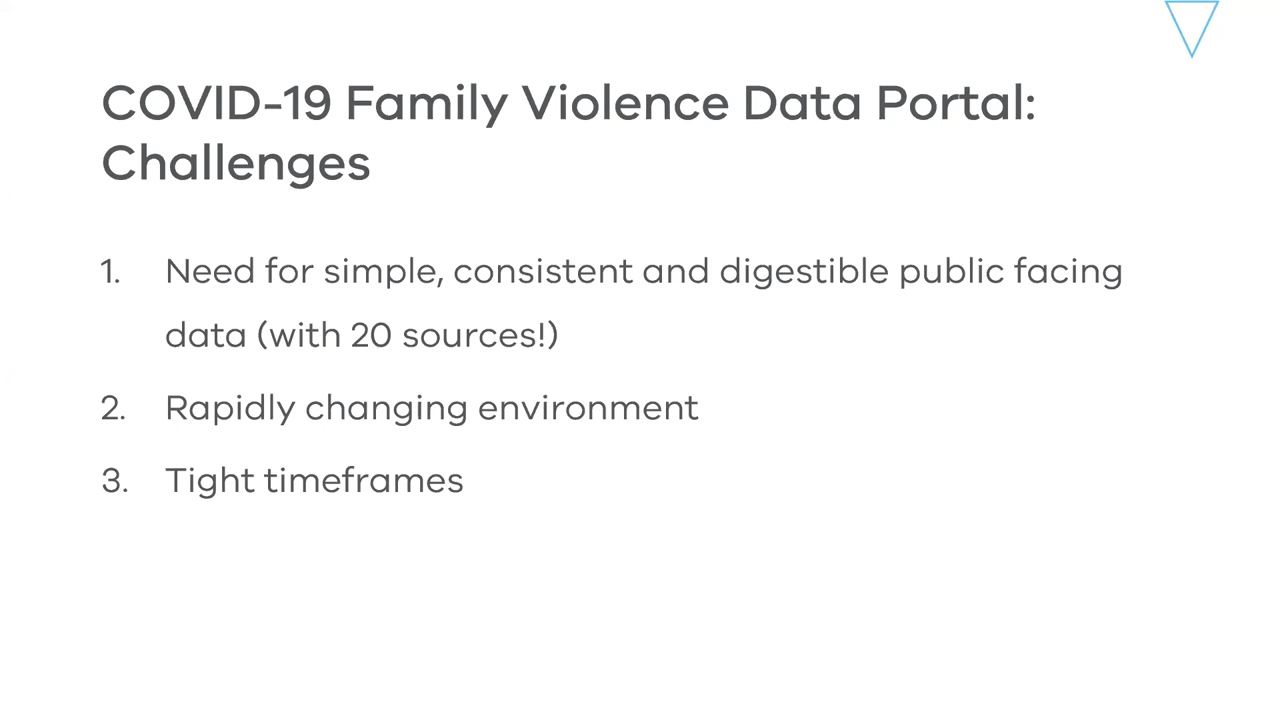 COVID-19 Family Violence Data Portal:
Challenges
1. Need for simple, consistent and digestible public facing
data (with 20 sources!)
2. Rapidly changing environment
3. Tight timeframes